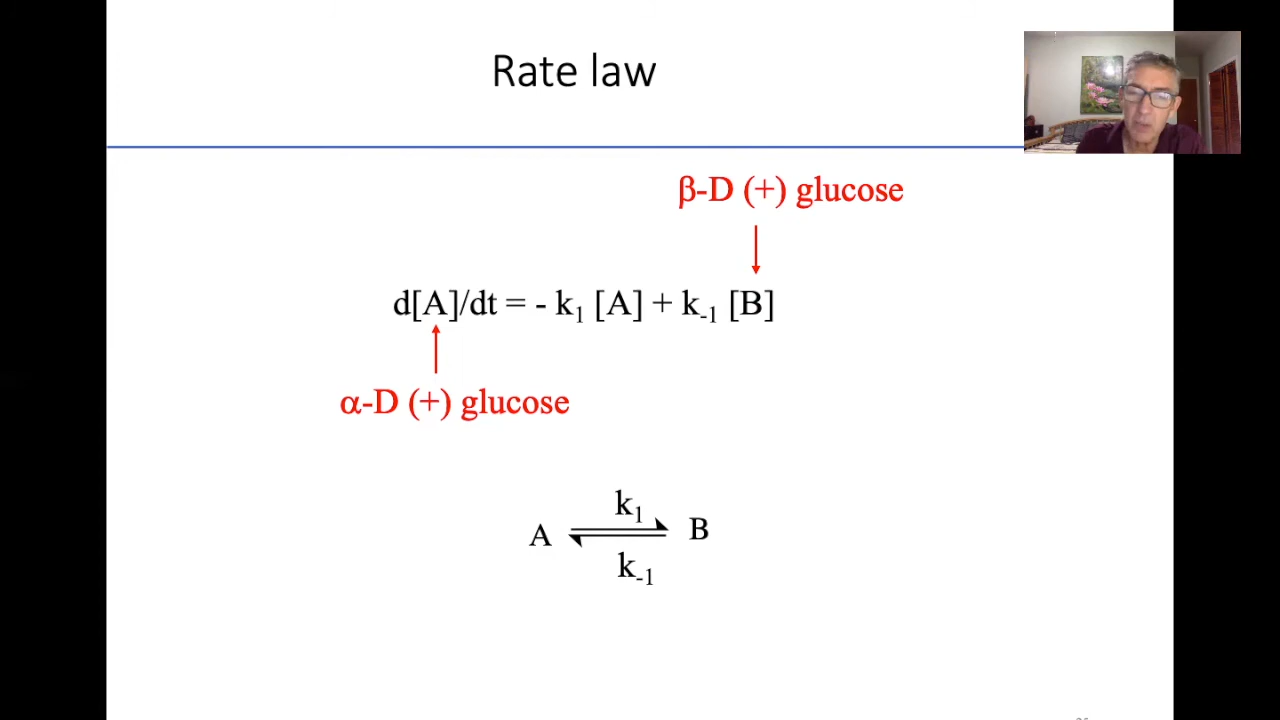 Rate law
β-D (+) glucose
d[A]/dt = - k₁ [A] + k₋₁ [B]
α-D (+) glucose
k₁
A ⇌ B
k₋₁